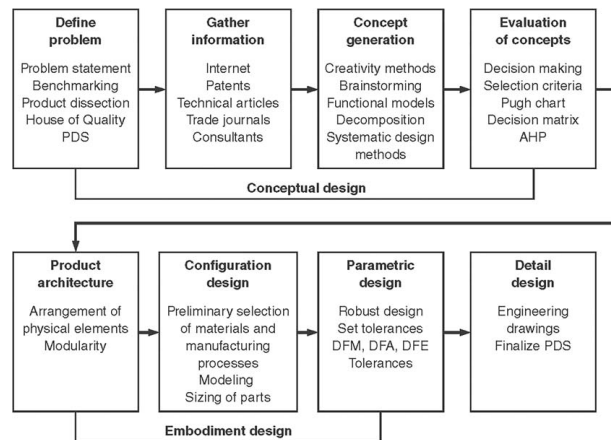 Define
problem
Problem statement
Benchmarking
Product dissection
House of Quality
PDS
Gather
information
Internet
Patents
Technical articles
Trade journals
Consultants
Concept
generation
Creativity methods
Brainstorming
Functional models
Decomposition
Systematic design
methods
Evaluation
of concepts
Decision making
Selection criteria
Pugh chart
Decision matrix
AHP
Conceptual design
Product
architecture
Arrangement of
physical elements
Modularity
Configuration
design
Preliminary selection
of materials and
manufacturing
processes
Modeling
Sizing of parts
Parametric
design
Robust design
Set tolerances
DFM, DFA, DFE
Tolerances
Detail
design
Engineering
drawings
Finalize PDS
Embodiment design